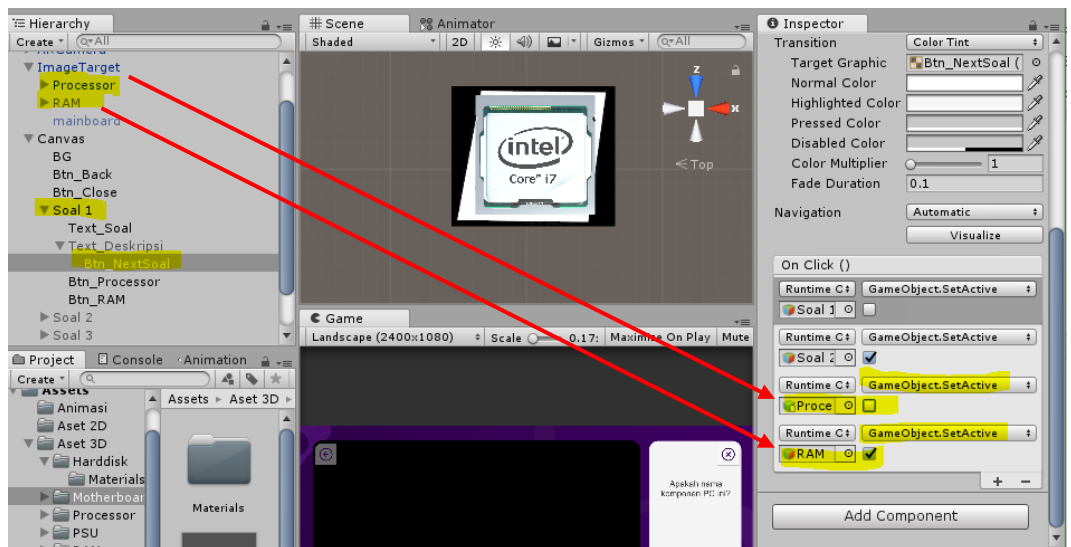 Hierarchy
Create
All
ImageTarget
Processor
RAM
mainboard
Canvas
BG
Btn_Back
Btn_Close
Soal 1
Text_Soal
Text_Deskripsi
Btn_NextSoal
Btn_Processor
Btn_RAM
Soal 2
Soal 3
Project
Console
Animation
Create
Assets
Animasi
Aset 2D
Aset 3D
Harddisk
Materials
Motherboar
Processor
PSU
Assets
Aset 3D
Materials
Scene
Animator
Shaded
2D
Gizmos
All
z
x
Top
intel
Core™ i7
Game
Landscape (2400x1080)
Scale
0.17:
Maximize On Play
Mute
Apakah nama
komponen PC ini?
Inspector
Transition
Color Tint
Target Graphic
Btn_NextSoal (
Normal Color
Highlighted Color
Pressed Color
Disabled Color
Color Multiplier
1
Fade Duration
0.1
Navigation
Automatic
Visualize
On Click ()
Runtime C
GameObject.SetActive
Soal 1
Runtime C
GameObject.SetActive
Soal 2
Runtime C
GameObject.SetActive
Proce
Runtime C
GameObject.SetActive
RAM
+ −
Add Component